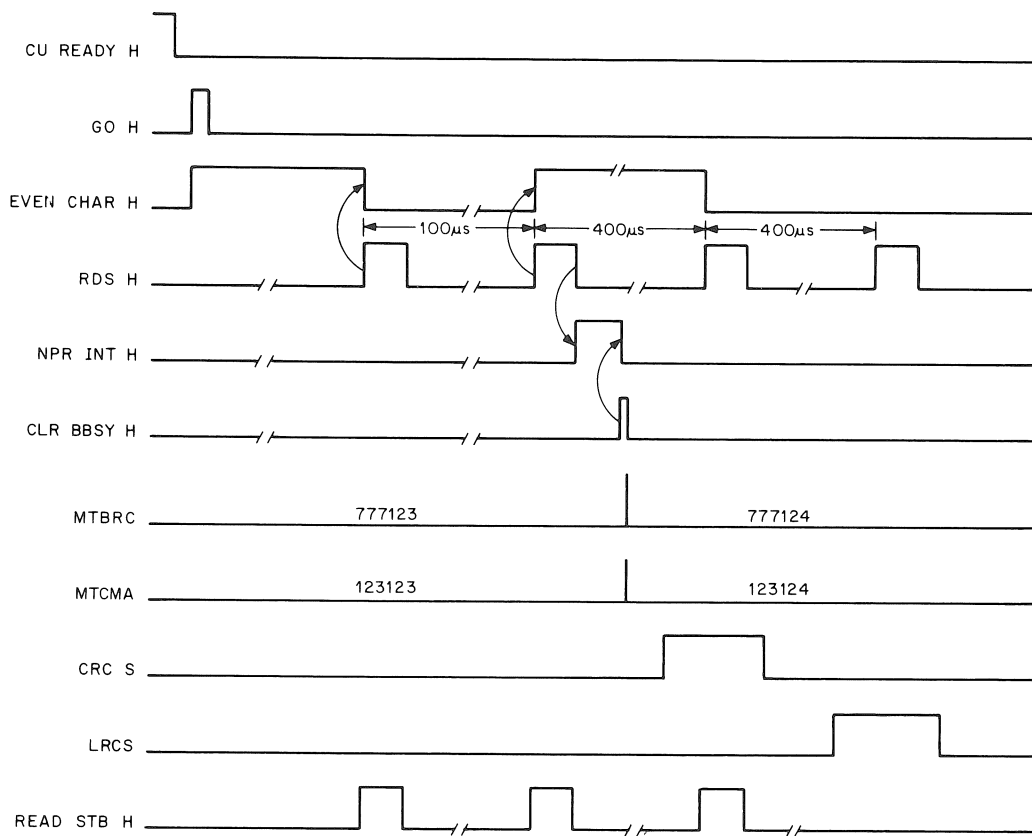 CU READY H
GO H
EVEN CHAR H
100µs 400µs 400µs
RDS H
NPR INT H
CLR BBSY H
MTBRC 777123 777124
MTCMA 123123 123124
CRC S
LRCS
READ STB H